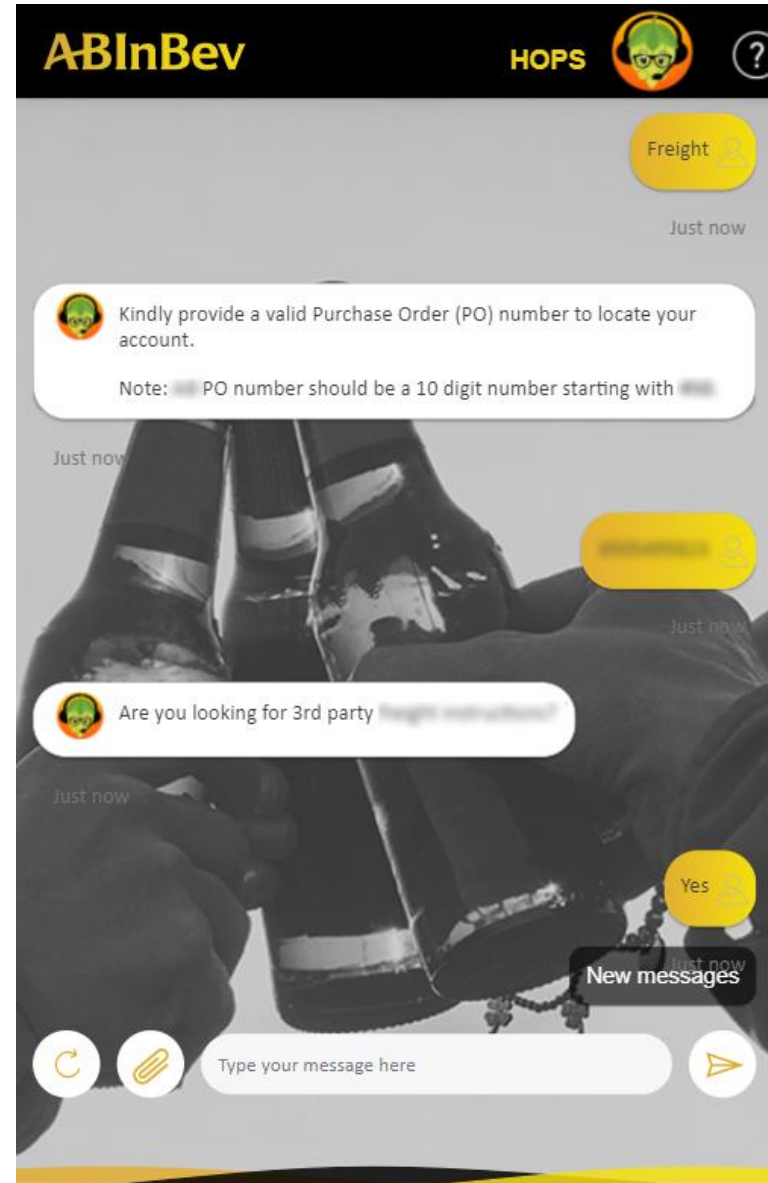 ABInBev
HOPS
?
Freight
Just now
Kindly provide a valid Purchase Order (PO) number to locate your
account.
Note: PO number should be a 10 digit number starting with
Just now
Just now
Are you looking for 3rd party
Just now
Yes
Just now
New messages
Type your message here